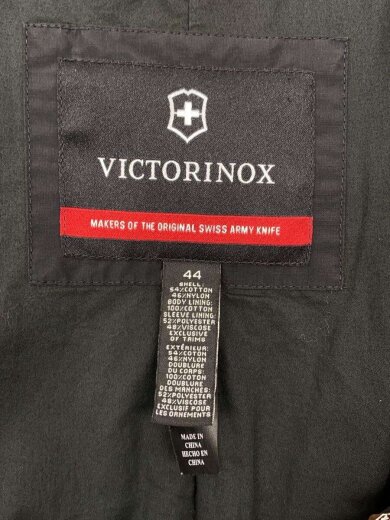 VICTORINOX
MAKERS OF THE ORIGINAL SWISS ARMY KNIFE
44
SHELL:
54%COTTON
46%NYLON
BODY LINING:
100%COTTON
SLEEVE LINING:
52%POLYESTER
48%VISCOSE
EXCLUSIVE
OF TRIMS
EXTÉRIEUR:
54%COTON
46%NYLON
DOUBLURE
DU CORPS:
100%COTON
DOUBLURE
DES MANCHES:
52%POLYESTER
48%VISCOSE
EXCLUSIF POUR
LES ORNEMENTS
MADE IN
CHINA
HECHO EN
CHINA